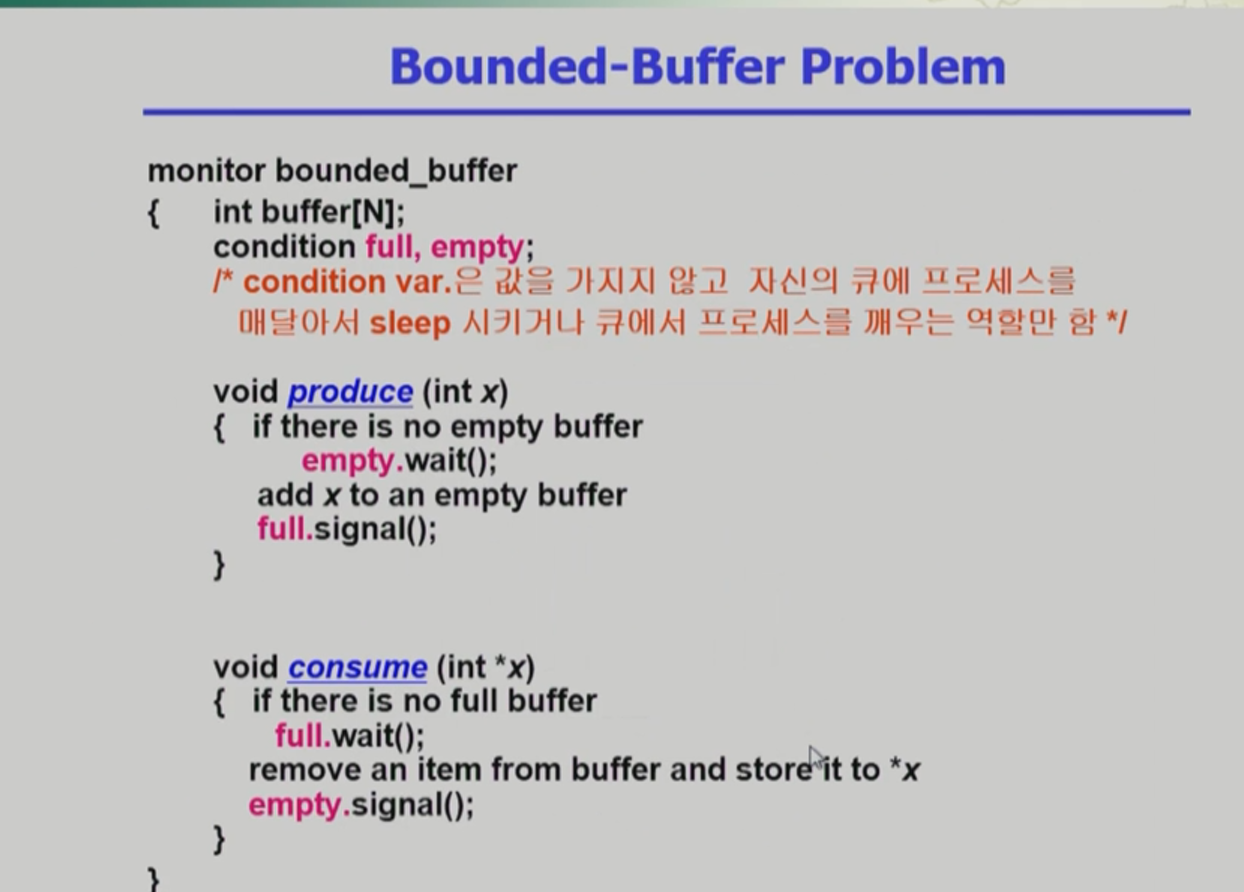 Bounded-Buffer Problem
monitor bounded_buffer
{ int buffer[N];
condition full, empty;
/* condition var.은 값을 가지지 않고 자신의 큐에 프로세스를
매달아서 sleep 시키거나 큐에서 프로세스를 깨우는 역할만 함 */
void produce (int x)
{ if there is no empty buffer
empty.wait();
add x to an empty buffer
full.signal();
}
void consume (int *x)
{ if there is no full buffer
full.wait();
remove an item from buffer and store it to *x
empty.signal();
}
}